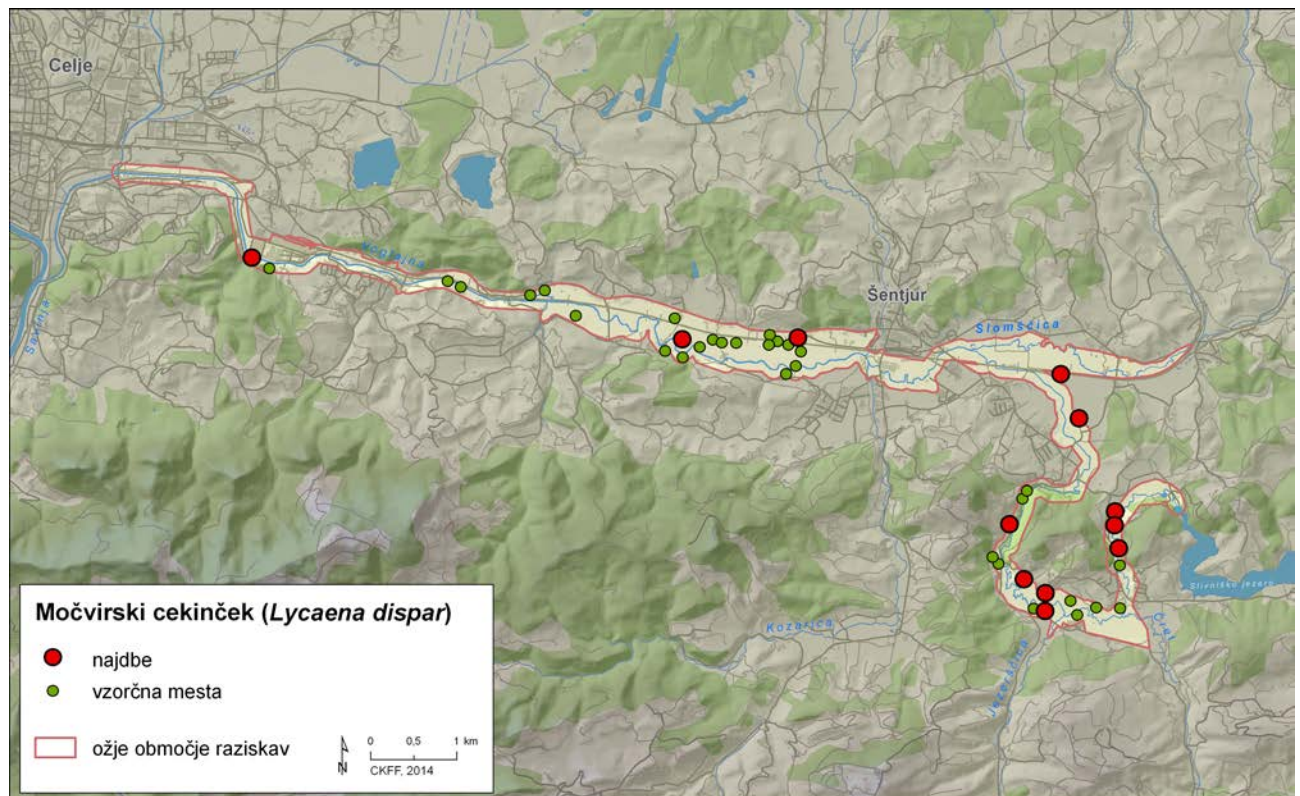 Celje
Voglajna
Savinja
Šentjur
Slomščica
Slivniško jezero
Kozarica
Jezerščica
Oret
Močvirski cekinček (Lycaena dispar)
najdbe
vzorčna mesta
ožje območje raziskav
N
0 0,5 1 km
CKFF, 2014